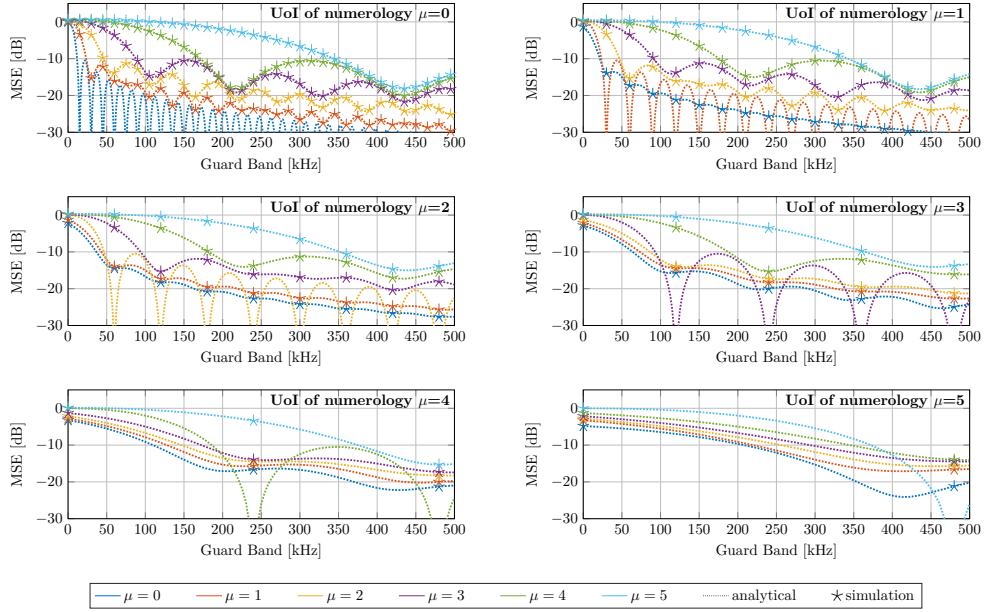 UoI of numerology μ=0
0
−10
−20
−30
MSE [dB]
0 50 100 150 200 250 300 350 400 450 500
Guard Band [kHz]
UoI of numerology μ=1
0
−10
−20
−30
MSE [dB]
0 50 100 150 200 250 300 350 400 450 500
Guard Band [kHz]
UoI of numerology μ=2
0
−10
−20
−30
MSE [dB]
0 50 100 150 200 250 300 350 400 450 500
Guard Band [kHz]
UoI of numerology μ=3
0
−10
−20
−30
MSE [dB]
0 50 100 150 200 250 300 350 400 450 500
Guard Band [kHz]
UoI of numerology μ=4
0
−10
−20
−30
MSE [dB]
0 50 100 150 200 250 300 350 400 450 500
Guard Band [kHz]
UoI of numerology μ=5
0
−10
−20
−30
MSE [dB]
0 50 100 150 200 250 300 350 400 450 500
Guard Band [kHz]
μ = 0 μ = 1 μ = 2 μ = 3 μ = 4 μ = 5 analytical simulation